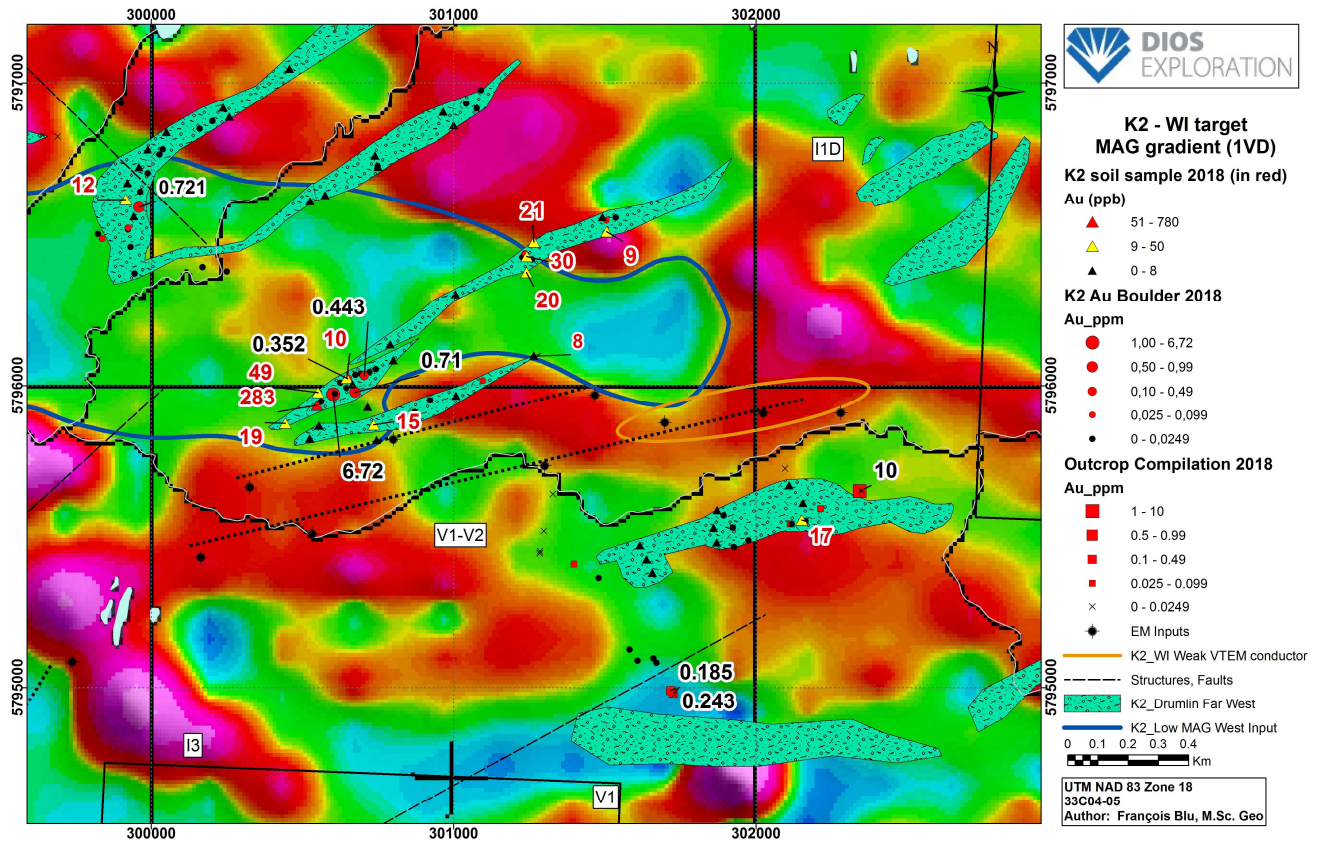 300000
301000
302000
5797000
5797000
N
I1D
12
0.721
21
30
9
20
0.443
10
8
0.352
0.71
49
283
19
15
6.72
5796000
5796000
10
V1-V2
17
0.185
0.243
5795000
5795000
I3
V1
300000
301000
302000
DIOS
EXPLORATION
K2 - WI target
MAG gradient (1VD)
K2 soil sample 2018 (in red)
Au (ppb)
51 - 780
9 - 50
0 - 8
K2 Au Boulder 2018
Au_ppm
1,00 - 6,72
0,50 - 0,99
0,10 - 0,49
0,025 - 0,099
0 - 0,0249
Outcrop Compilation 2018
Au_ppm
1 - 10
0.5 - 0.99
0.1 - 0.49
0.025 - 0.099
0 - 0.0249
EM Inputs
K2_WI Weak VTEM conductor
Structures, Faults
K2_Drumlin Far West
K2_Low MAG West Input
0 0.1 0.2 0.3 0.4
Km
UTM NAD 83 Zone 18
33C04-05
Author: François Blu, M.Sc. Geo